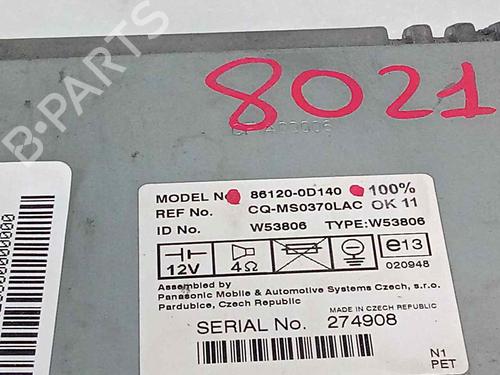 B-PARTS
8021
MODEL No 86120-0D140 100%
REF No. CQ-MS0370LAC OK 11
ID No. W53806 TYPE:W53806
12V 4Ω e13
020948
Assembled by
Panasonic Mobile & Automotive Systems Czech, s.r.o.
Pardubice, Czech Republic
MADE IN CZECH REPUBLIC
SERIAL No. 274908
N1
PET